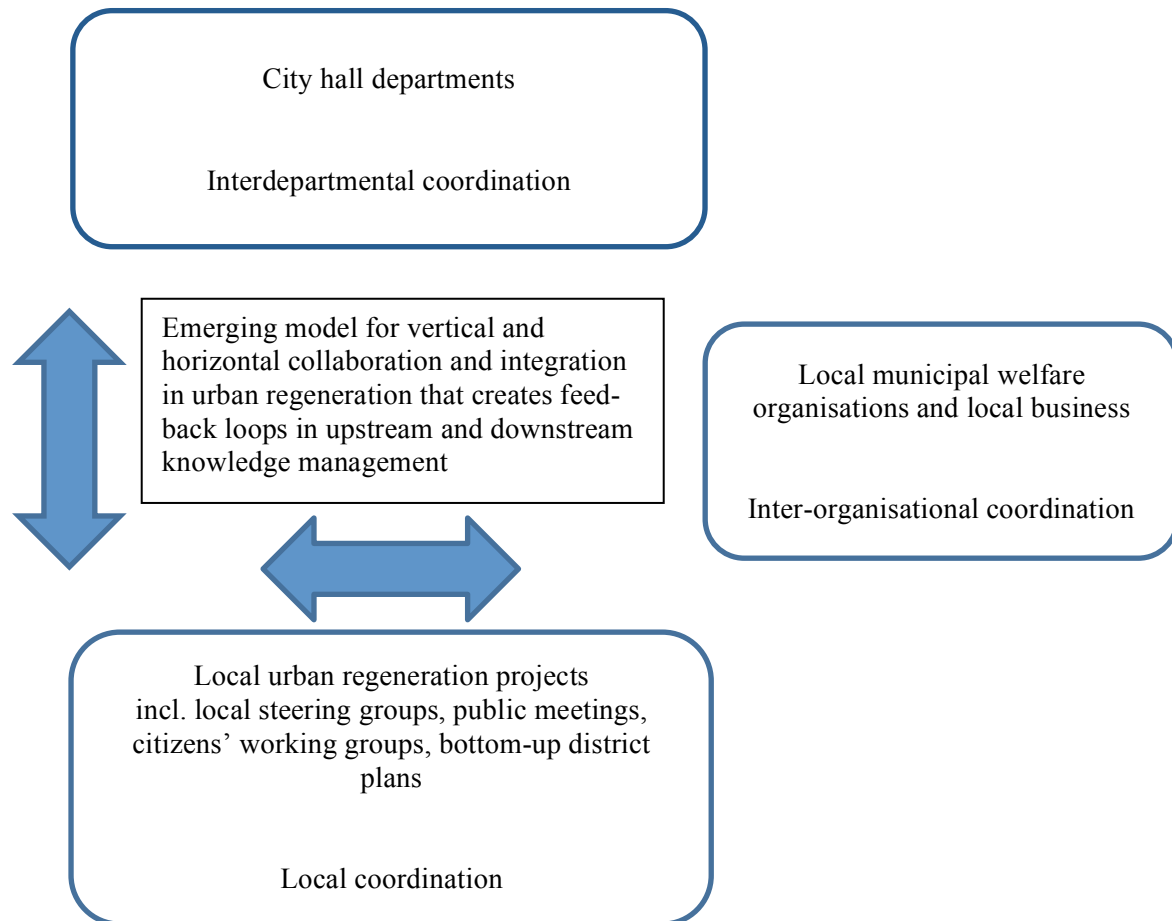 City hall departments
Interdepartmental coordination
Emerging model for vertical and
horizontal collaboration and integration
in urban regeneration that creates feed-
back loops in upstream and downstream
knowledge management
Local municipal welfare
organisations and local business
Inter-organisational coordination
Local urban regeneration projects
incl. local steering groups, public meetings,
citizens’ working groups, bottom-up district
plans
Local coordination